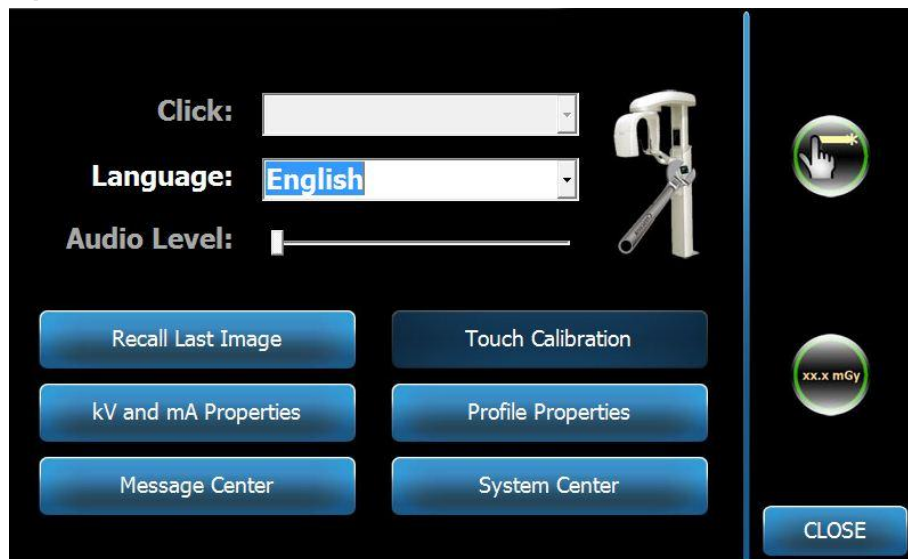 Click:
Language: English
Audio Level:
Recall Last Image
Touch Calibration
kV and mA Properties
Profile Properties
Message Center
System Center
xx.x mGy
CLOSE